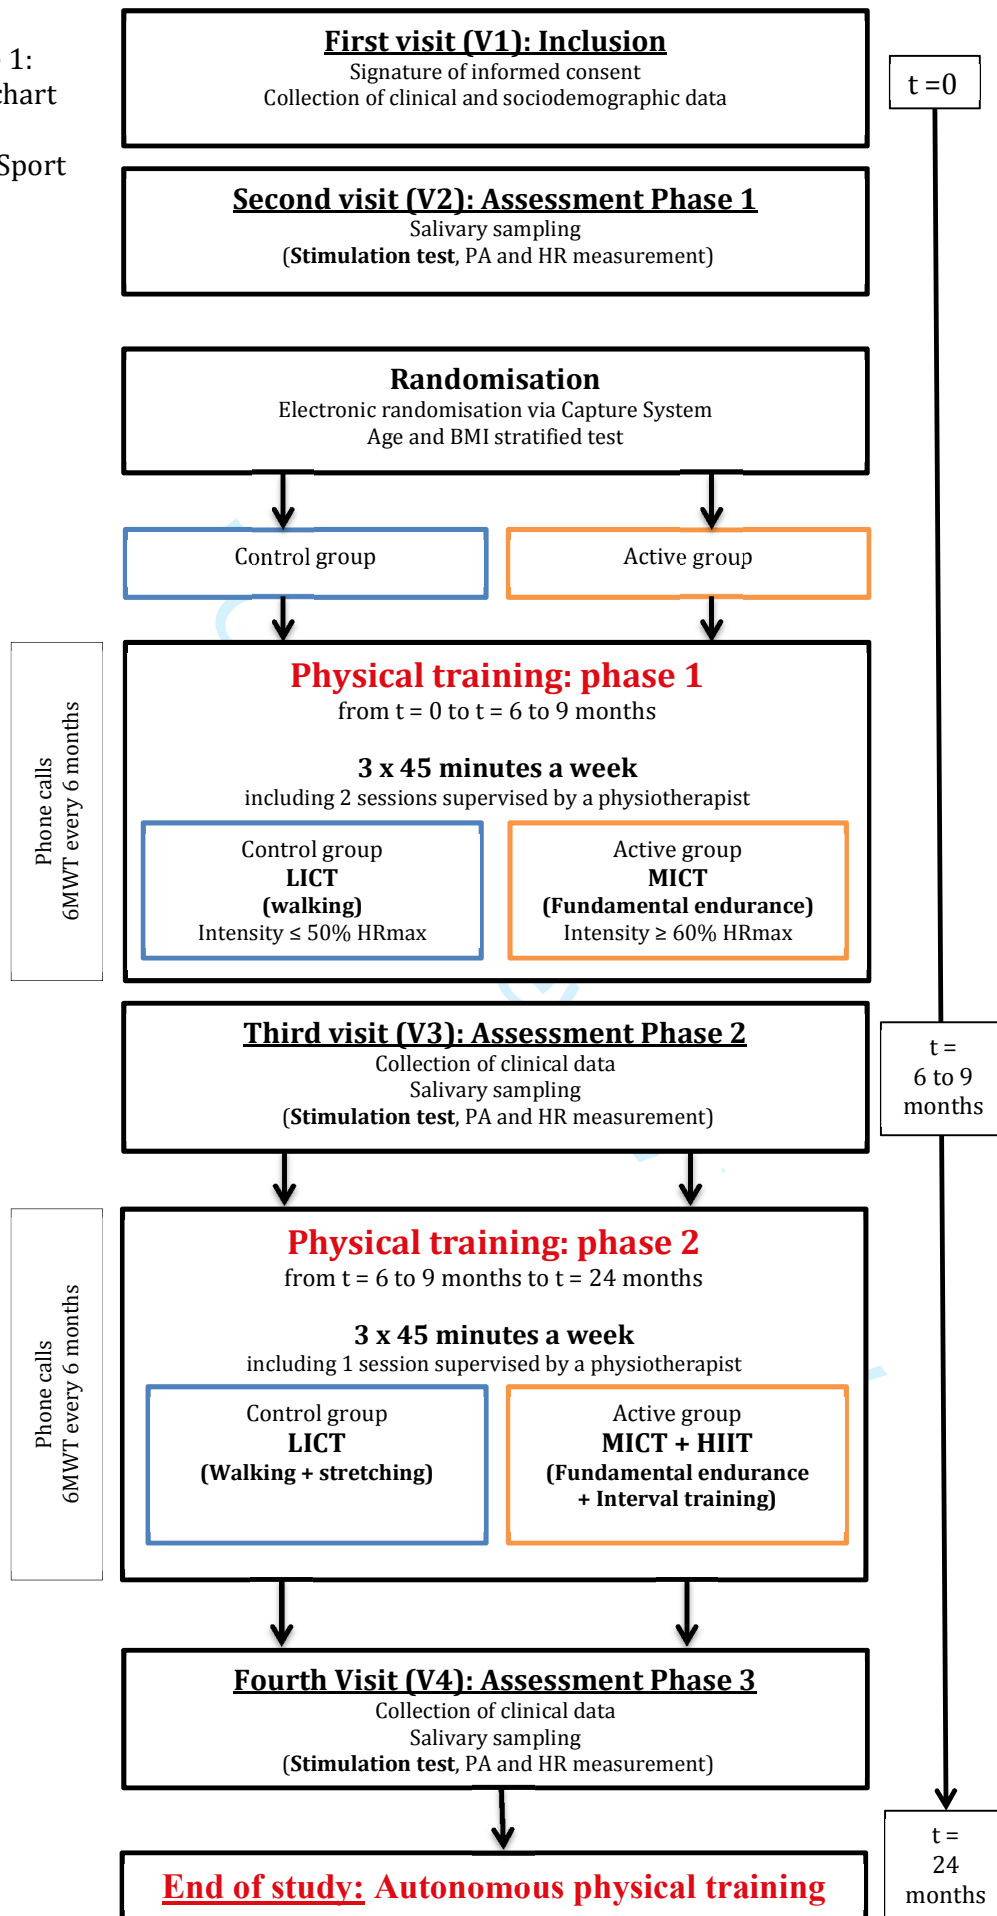 1:
chart
Sport
First visit (V1): Inclusion
Signature of informed consent
Collection of clinical and sociodemographic data
t =0
Second visit (V2): Assessment Phase 1
Salivary sampling
(Stimulation test, PA and HR measurement)
Randomisation
Electronic randomisation via Capture System
Age and BMI stratified test
Control group
Active group
Phone calls
6MWT every 6 months
Physical training: phase 1
from t = 0 to t = 6 to 9 months
3 x 45 minutes a week
including 2 sessions supervised by a physiotherapist
Control group
LICT
(walking)
Intensity ≤ 50% HRmax
Active group
MICT
(Fundamental endurance)
Intensity ≥ 60% HRmax
Third visit (V3): Assessment Phase 2
Collection of clinical data
Salivary sampling
(Stimulation test, PA and HR measurement)
t =
6 to 9
months
Phone calls
6MWT every 6 months
Physical training: phase 2
from t = 6 to 9 months to t = 24 months
3 x 45 minutes a week
including 1 session supervised by a physiotherapist
Control group
LICT
(Walking + stretching)
Active group
MICT + HIIT
(Fundamental endurance
+ Interval training)
Fourth Visit (V4): Assessment Phase 3
Collection of clinical data
Salivary sampling
(Stimulation test, PA and HR measurement)
t =
24
months
End of study: Autonomous physical training